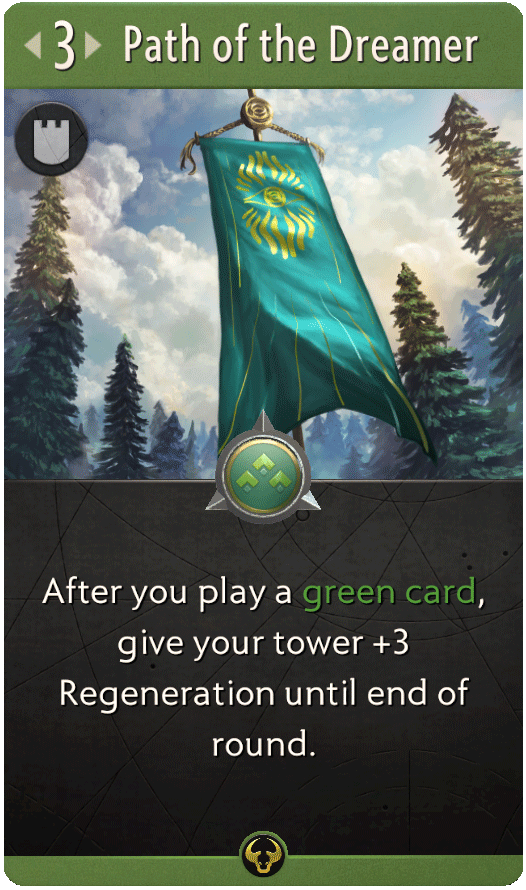 3 Path of the Dreamer
After you play a green card,
give your tower +3
Regeneration until end of
round.